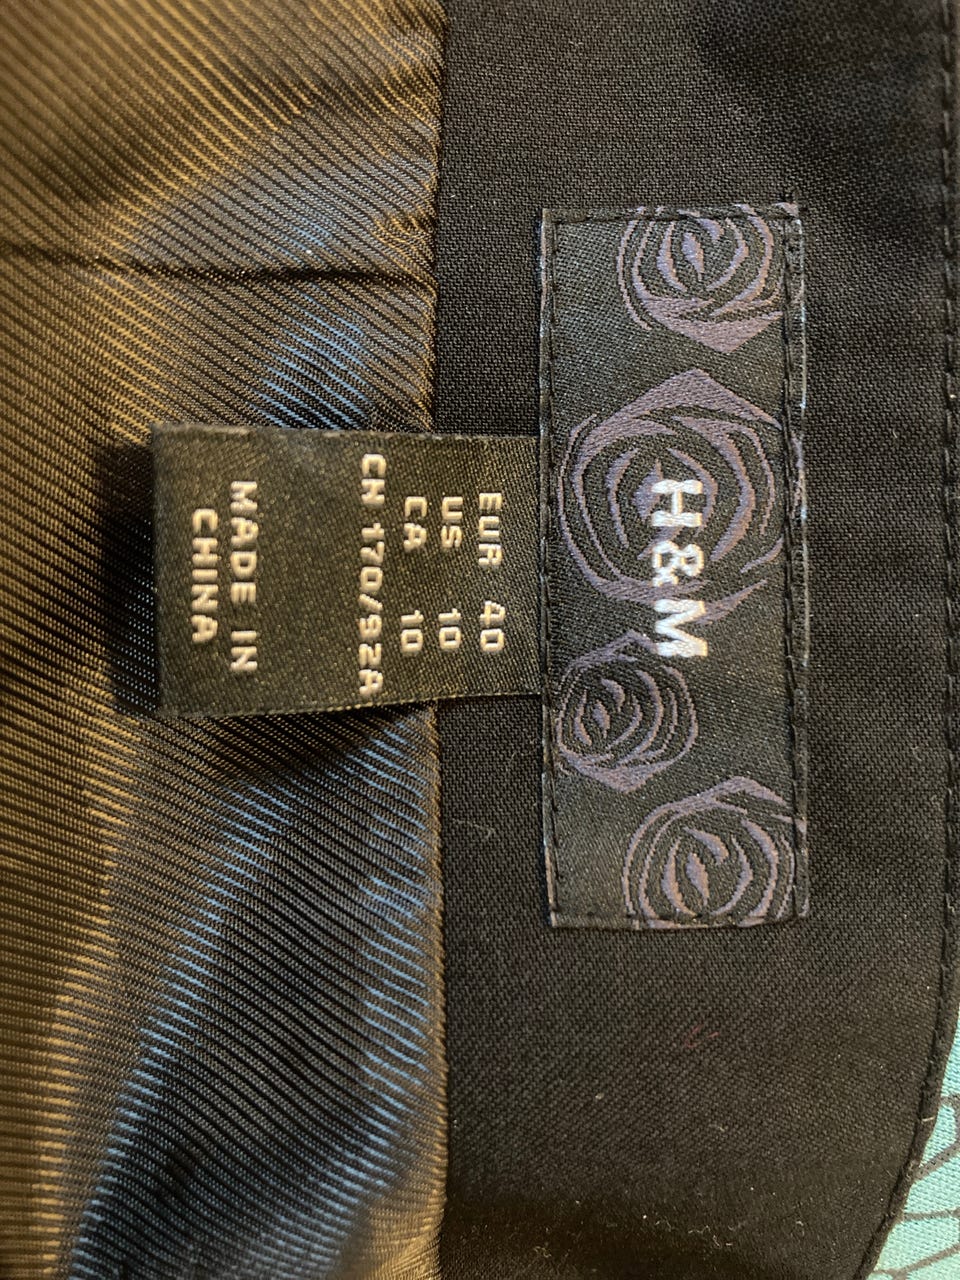 H&M
EUR 40
US 10
CA 10
CN 170/92A
MADE IN
CHINA